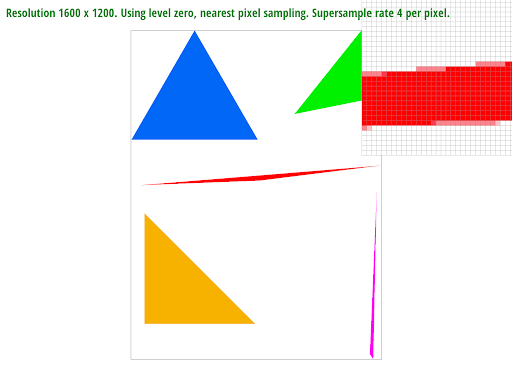 Resolution 1600 x 1200. Using level zero, nearest pixel sampling. Supersample rate 4 per pixel.